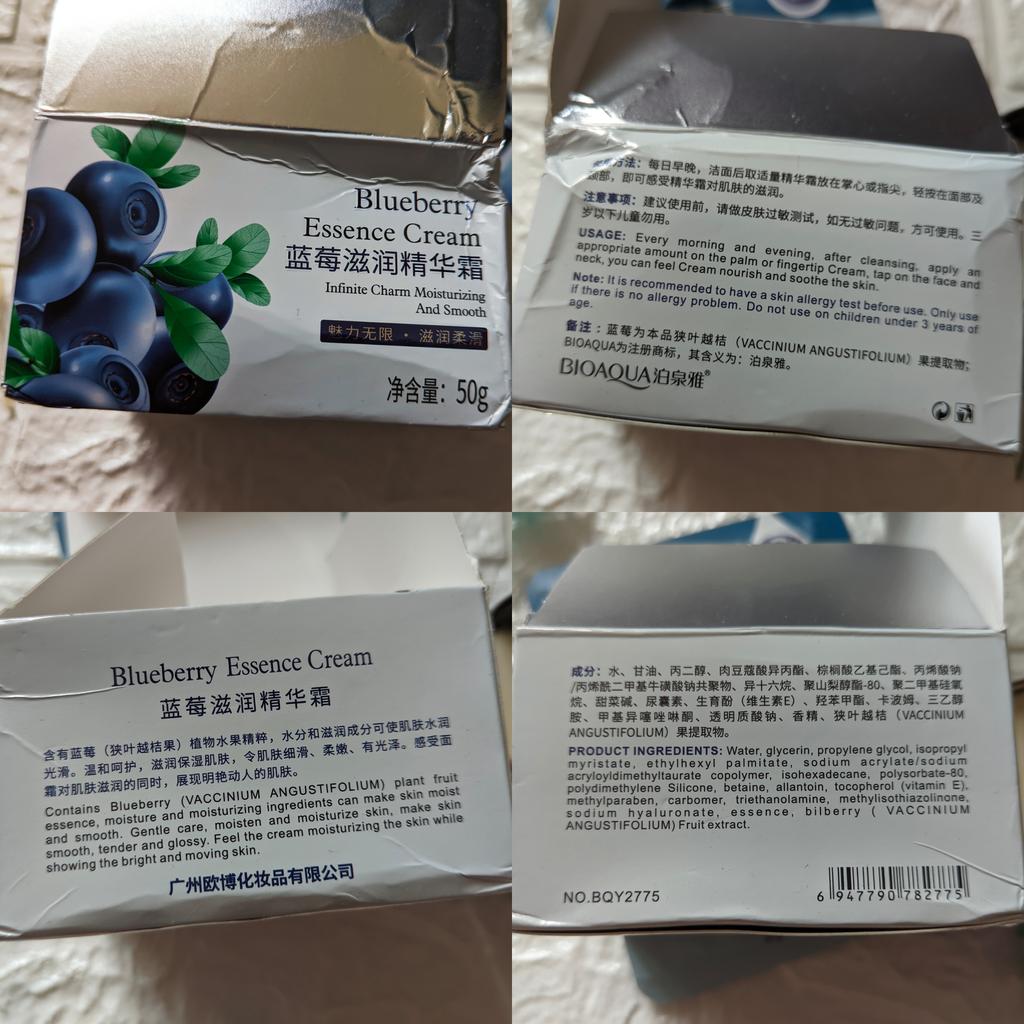 Blueberry
Essence Cream
蓝莓滋润精华霜
Infinite Charm Moisturizing
And Smooth
魅力无限·滋润柔滑
净含量：50g
方法：每日早晚，洁面后取适量精华霜放在掌心或指尖，轻按在面部及
颈部，即可感受精华霜对肌肤的滋润。
注意事项：建议使用前，请做皮肤过敏测试，如无过敏问题，方可使用。三
岁以下儿童勿用。
USAGE: Every morning and evening, after cleansing, apply an
appropriate amount on the palm or fingertip Cream, tap on the face and
neck, you can feel Cream nourish and soothe the skin.
Note: It is recommended to have a skin allergy test before use. Only use
if there is no allergy problem. Do not use on children under 3 years of
age.
备注：蓝莓为本品狭叶越桔（VACCINIUM ANGUSTIFOLIUM）果提取物；
BIOAQUA为注册商标，其含义为：泊泉雅。
BIOAQUA泊泉雅®
Blueberry Essence Cream
蓝莓滋润精华霜
含有蓝莓（狭叶越桔果）植物水果精粹，水分和滋润成分可使肌肤水润
光滑。温和呵护，滋润保湿肌肤，令肌肤细滑、柔嫩、有光泽。感受面
霜对肌肤滋润的同时，展现明艳动人的肌肤。
Contains Blueberry (VACCINIUM ANGUSTIFOLIUM) plant fruit
essence, moisture and moisturizing ingredients can make skin moist
and smooth. Gentle care, moisten and moisturize skin, make skin
smooth, tender and glossy. Feel the cream moisturizing the skin while
showing the bright and moving skin.
广州欧博化妆品有限公司
成分：水、甘油、丙二醇、肉豆蔻酸异丙酯、棕榈酸乙基己酯、丙烯酸钠
/丙烯酰二甲基牛磺酸钠共聚物、异十六烷、聚山梨醇酯-80、聚二甲基硅氧
烷、甜菜碱、尿囊素、生育酚（维生素E）、羟苯甲酯、卡波姆、三乙醇
胺、甲基异噻唑啉酮、透明质酸钠、香精、狭叶越桔（VACCINIUM
ANGUSTIFOLIUM）果提取物。
PRODUCT INGREDIENTS: Water, glycerin, propylene glycol, isopropyl
myristate, ethylhexyl palmitate, sodium acrylate/sodium
acryloyldimethyltaurate copolymer, isohexadecane, polysorbate-80,
polydimethylene Silicone, betaine, allantoin, tocopherol (vitamin E),
methylparaben, carbomer, triethanolamine, methylisothiazolinone,
sodium hyaluronate, essence, bilberry ( VACCINIUM
ANGUSTIFOLIUM) Fruit extract.
NO.BQY2775
6 947790 782775